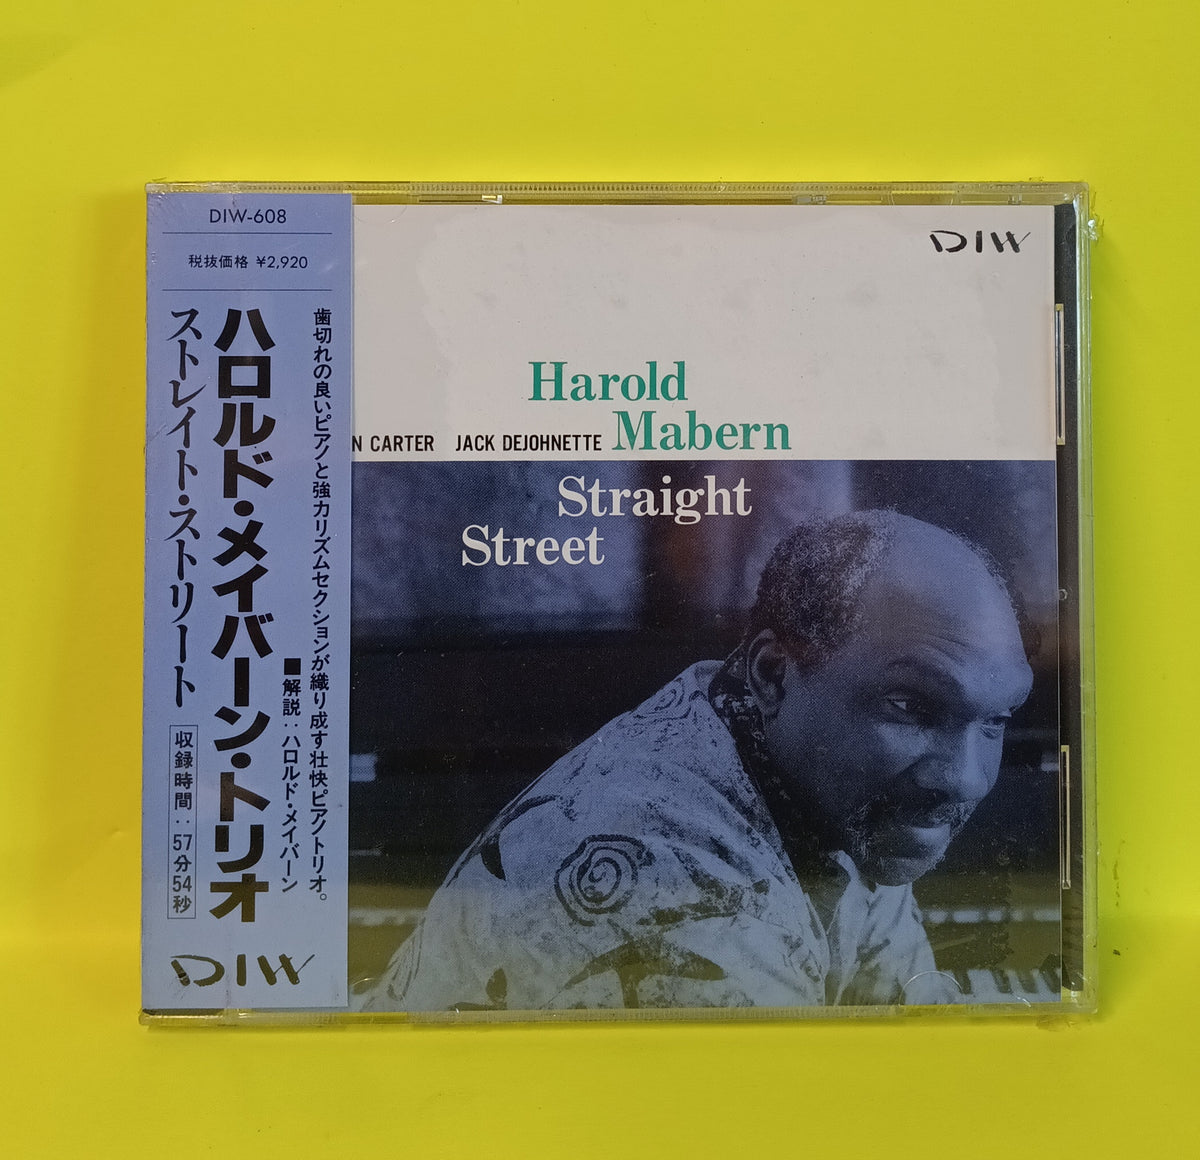 DIW-608
税抜価格 ¥2,920
歯切れの良いピアノと強力リズムセクションが織り成す壮快ピアノトリオ。
■解説：ハロルド・メイバーン
ハロルド・メイバーン・トリオ
ストレイト・ストリート
収録時間：57分54秒
DIW
DIW
Harold
N CARTER JACK DEJOHNETTE Mabern
Straight
Street